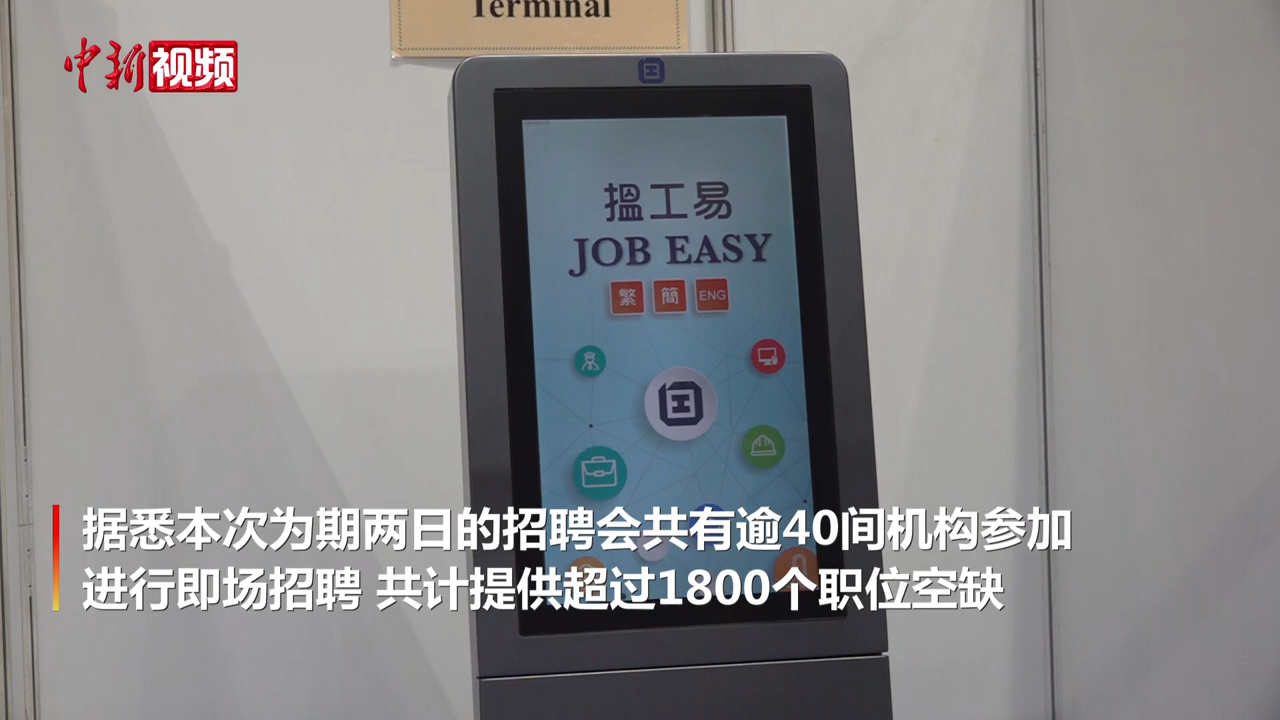 Terminal
中新视频
搵工易
JOB EASY
繁 簡 ENG
据悉本次为期两日的招聘会共有逾40间机构参加
进行即场招聘 共计提供超过1800个职位空缺